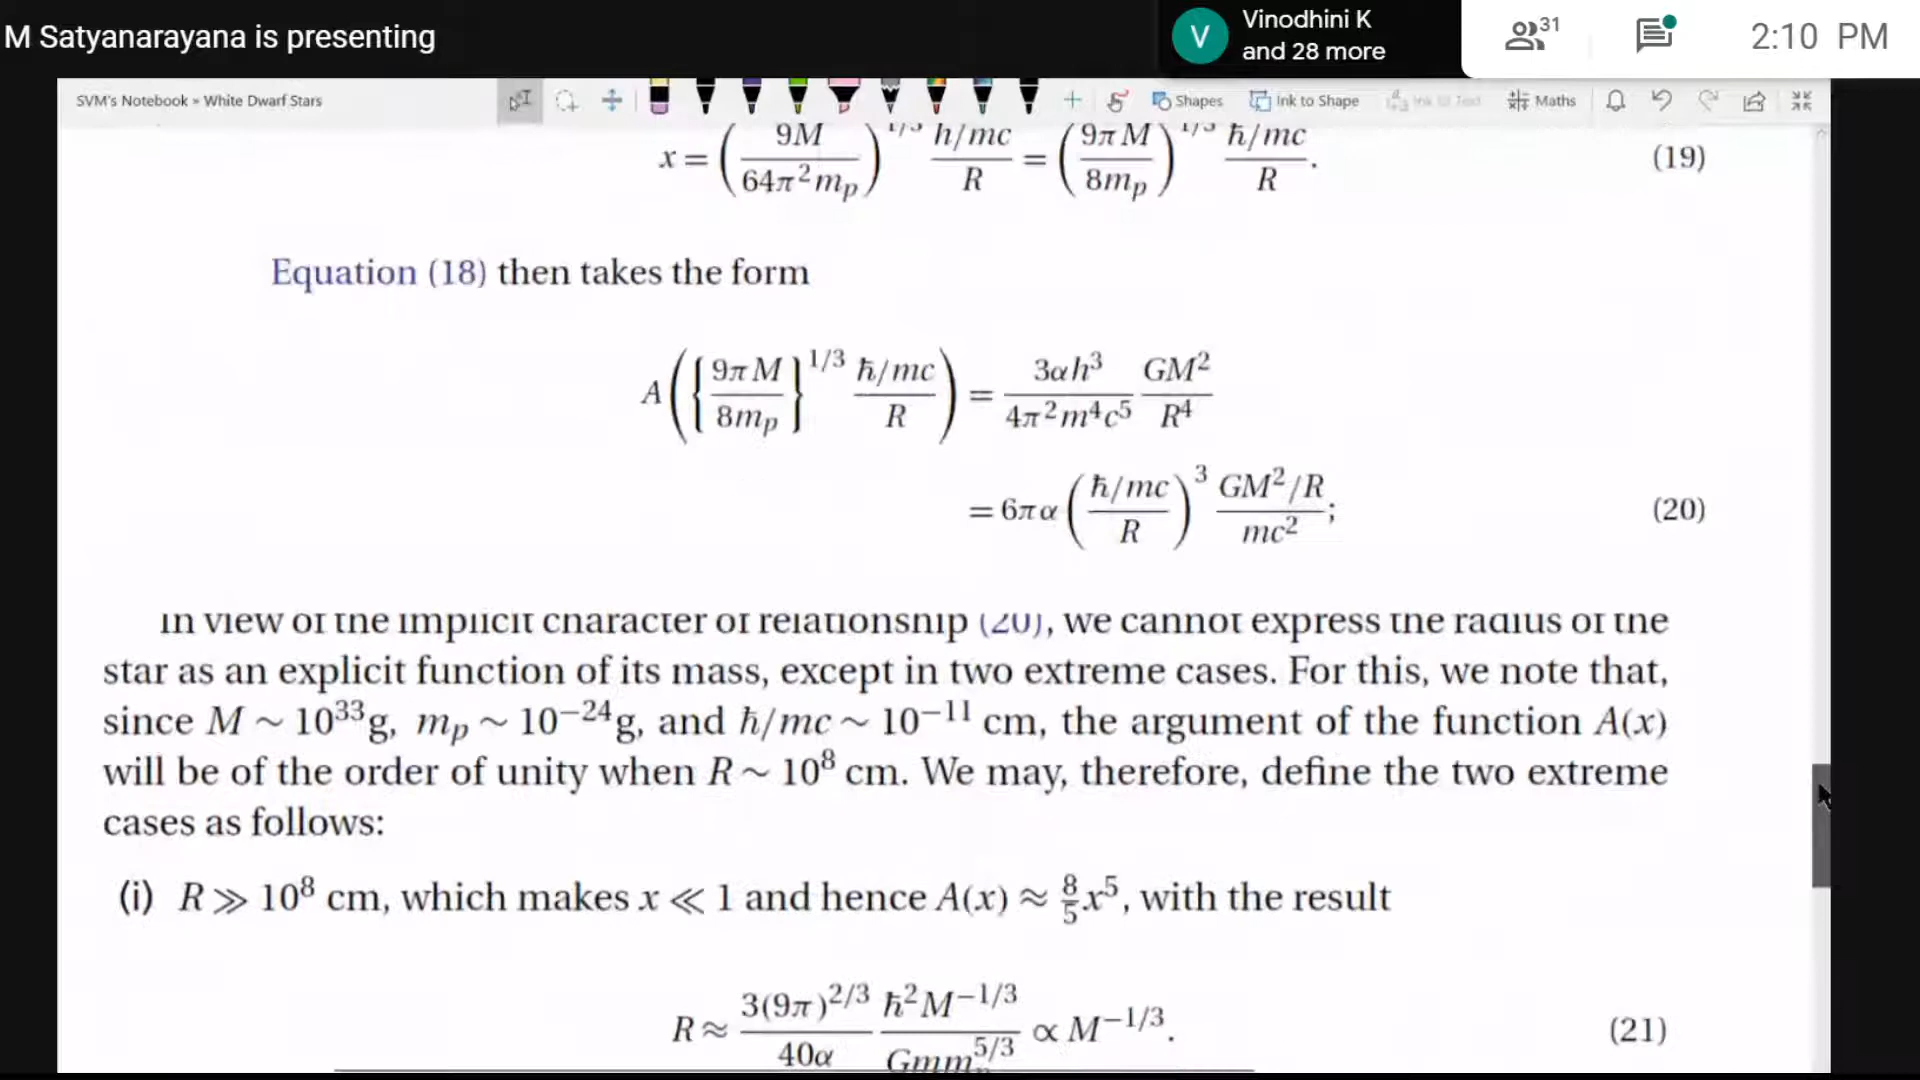 M Satyanarayana is presenting
V
Vinodhini K
and 28 more
31
2:10 PM
SVM's Notebook » White Dwarf Stars
Shapes
Ink to Shape
Ink to Text
Maths
x = ( 9M / 64π² m_p )^{1/3} (h/mc) / R = ( 9πM / 8m_p )^{1/3} (ħ/mc) / R . (19)
Equation (18) then takes the form
A ( { 9πM / 8m_p }^{1/3} (ħ/mc) / R ) = (3αh³ / 4π²m⁴c⁵) (GM² / R⁴)
= 6πα ( (ħ/mc) / R )³ (GM²/R) / mc² ; (20)
In view of the implicit character of relationship (20), we cannot express the radius of the
star as an explicit function of its mass, except in two extreme cases. For this, we note that,
since M ~ 10³³g, m_p ~ 10⁻²⁴g, and ħ/mc ~ 10⁻¹¹ cm, the argument of the function A(x)
will be of the order of unity when R ~ 10⁸ cm. We may, therefore, define the two extreme
cases as follows:
(i) R ≫ 10⁸ cm, which makes x ≪ 1 and hence A(x) ≈ 8/5 x⁵, with the result
R ≈ (3(9π)^{2/3} / 40α) (ħ²M^{−1/3} / Gmm_p^{5/3}) ∝ M^{−1/3}. (21)